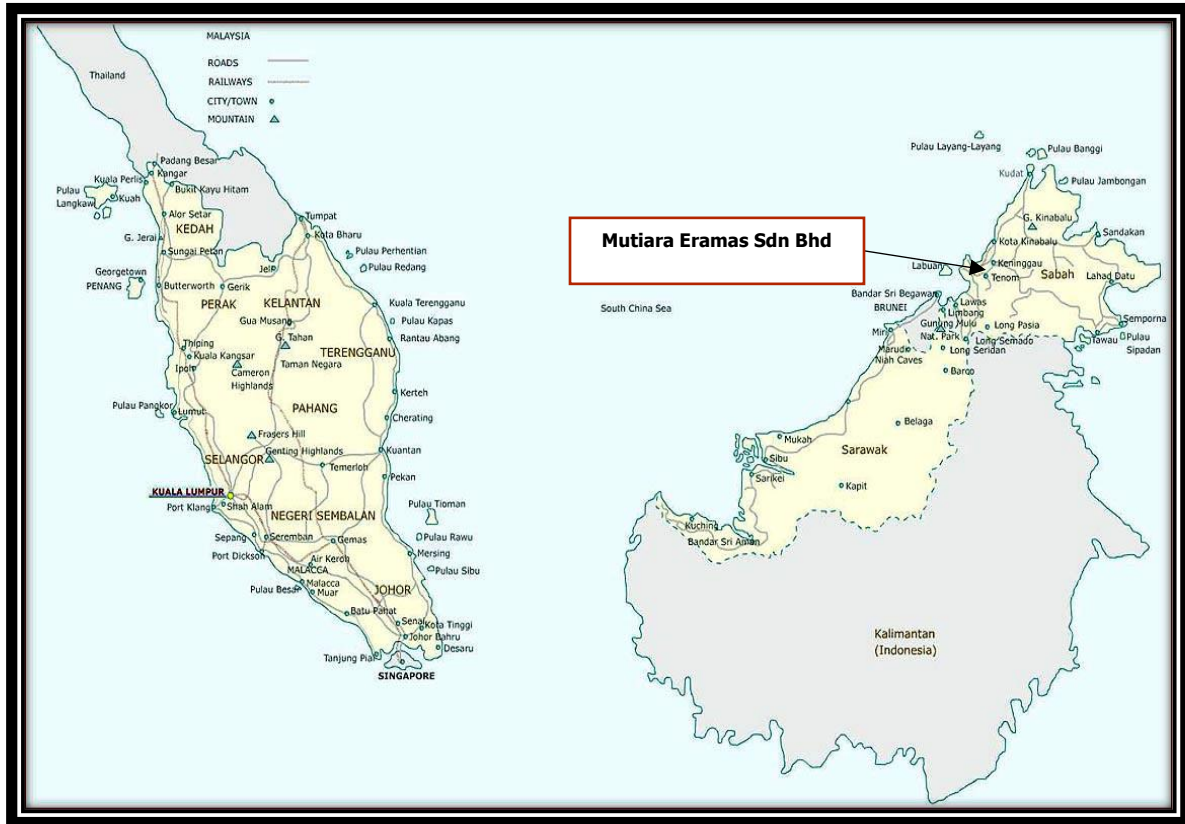 MALAYSIA
ROADS
RAILWAYS
CITY/TOWN
MOUNTAIN
Thailand
Padang Besar
Kangar
Kuala Perlis
Bukit Kayu Hitam
Pulau
Langkawi
Kuah
Alor Setar
KEDAH
G. Jerai
Sungai Petan
Tumpat
Kota Bharu
Pulau Perhentian
Pulau Redang
Jeli
Georgetown
PENANG
Butterworth
Gerik
PERAK
KELANTAN
Kuala Terengganu
Gua Musang
Pulau Kapas
G. Tahan
Rantau Abang
Thiping
TERENGGANU
Kuala Kangsar
Taman Negara
Ipoh
Cameron
Highlands
Kerteh
Pulau Pangkor
Lumut
PAHANG
Cherating
Frasers Hill
Genting Highlands
Kuantan
SELANGOR
Temerloh
Pekan
KUALA LUMPUR
Port Klang
Shah Alam
Pulau Tioman
NEGERI SEMBALAN
Sepang
Seremban
Gemas
Pulau Rawu
Port Dickson
Mersing
Air Keroh
MALACCA
Pulau Sibu
Pulau Besar
Malacca
Muar
JOHOR
Batu Pahat
Senai
Kota Tinggi
Johor Bahru
Desaru
Tanjung Piai
SINGAPORE
Mutiara Eramas Sdn Bhd
South China Sea
Pulau Layang-Layang
Pulau Banggi
Kudat
Pulau Jambongan
G. Kinabalu
Sandakan
Kota Kinabalu
Labuan
Keningau
Tenom
Sabah
Lahad Datu
Bandar Sri Begawan
BRUNEI
Lawas
Limbang
Semporna
Miri
Gunung Mulu
Nat. Park
Long Pasia
Long Semado
Tawau
Pulau
Sipadan
Marudi
Niah Caves
Long Seridan
Bareo
Belaga
Mukah
Sarawak
Sibu
Sarikei
Kapit
Kuching
Bandar Sri Aman
Kalimantan
(Indonesia)